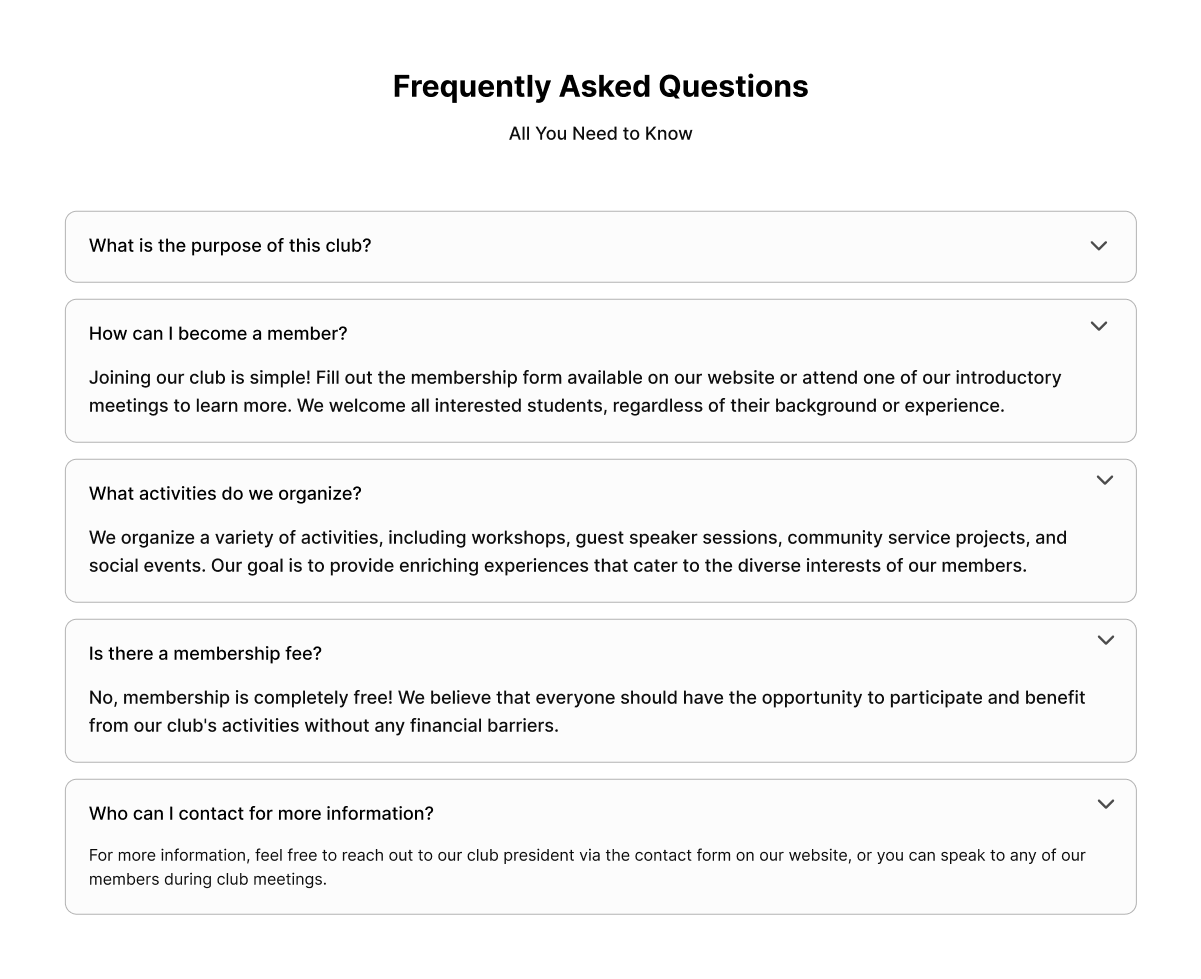 Frequently Asked Questions
All You Need to Know
What is the purpose of this club?
How can I become a member?
Joining our club is simple! Fill out the membership form available on our website or attend one of our introductory
meetings to learn more. We welcome all interested students, regardless of their background or experience.
What activities do we organize?
We organize a variety of activities, including workshops, guest speaker sessions, community service projects, and
social events. Our goal is to provide enriching experiences that cater to the diverse interests of our members.
Is there a membership fee?
No, membership is completely free! We believe that everyone should have the opportunity to participate and benefit
from our club's activities without any financial barriers.
Who can I contact for more information?
For more information, feel free to reach out to our club president via the contact form on our website, or you can speak to any of our
members during club meetings.